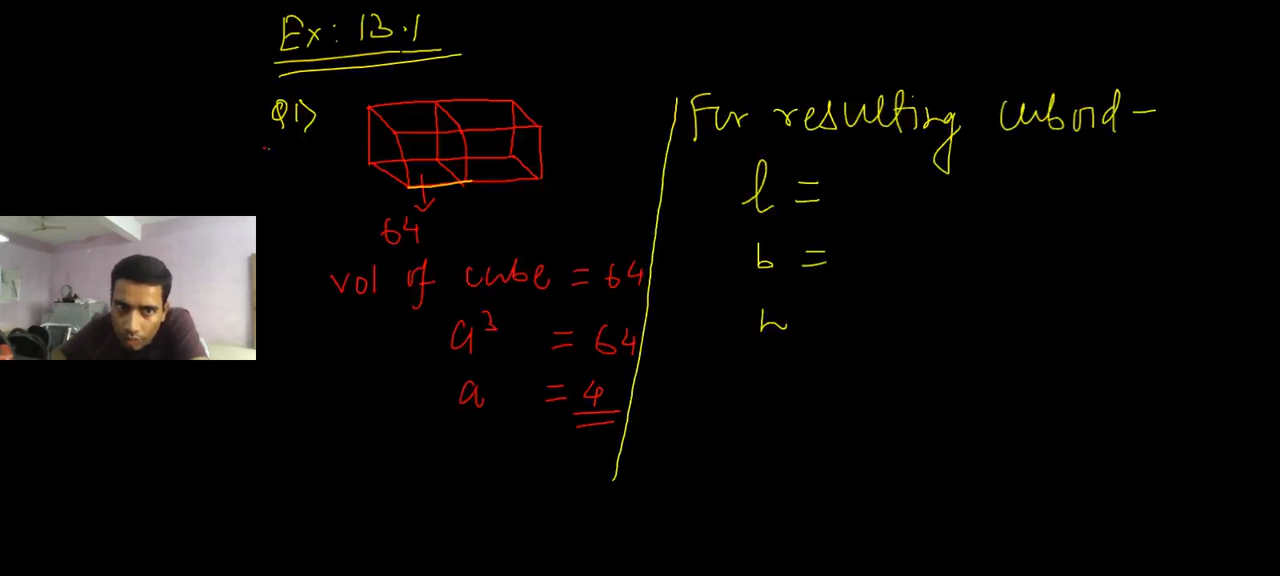 Ex: 13.1
Q1>
64
vol of cube = 64
a³ = 64
a = 4
For resulting cuboid-
l =
b =
h